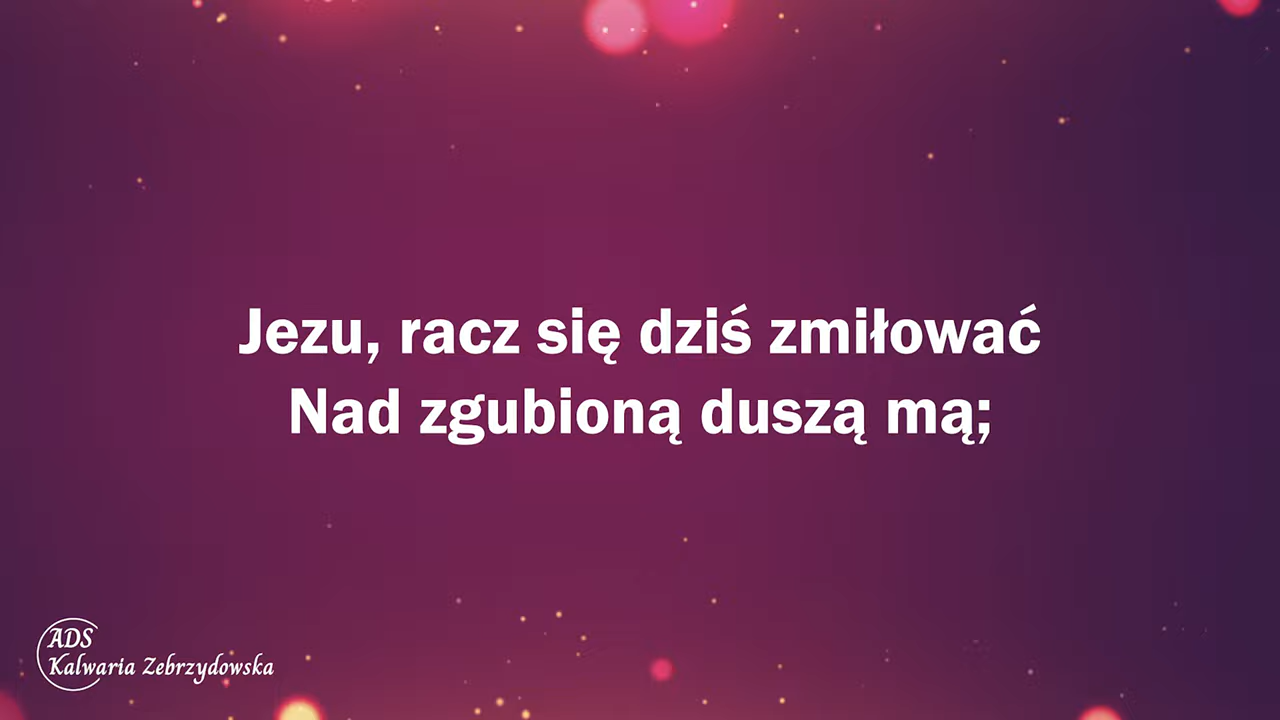 Jezu, racz się dziś zmiłować
Nad zgubioną duszą mą;
ADS
Kalwaria Zebrzydowska